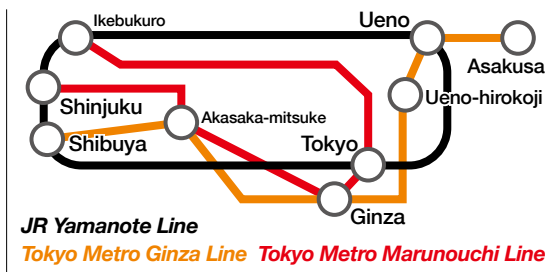 Ikebukuro
Ueno
Asakusa
Shinjuku
Ueno-hirokoji
Akasaka-mitsuke
Shibuya
Tokyo
Ginza
JR Yamanote Line
Tokyo Metro Ginza Line Tokyo Metro Marunouchi Line